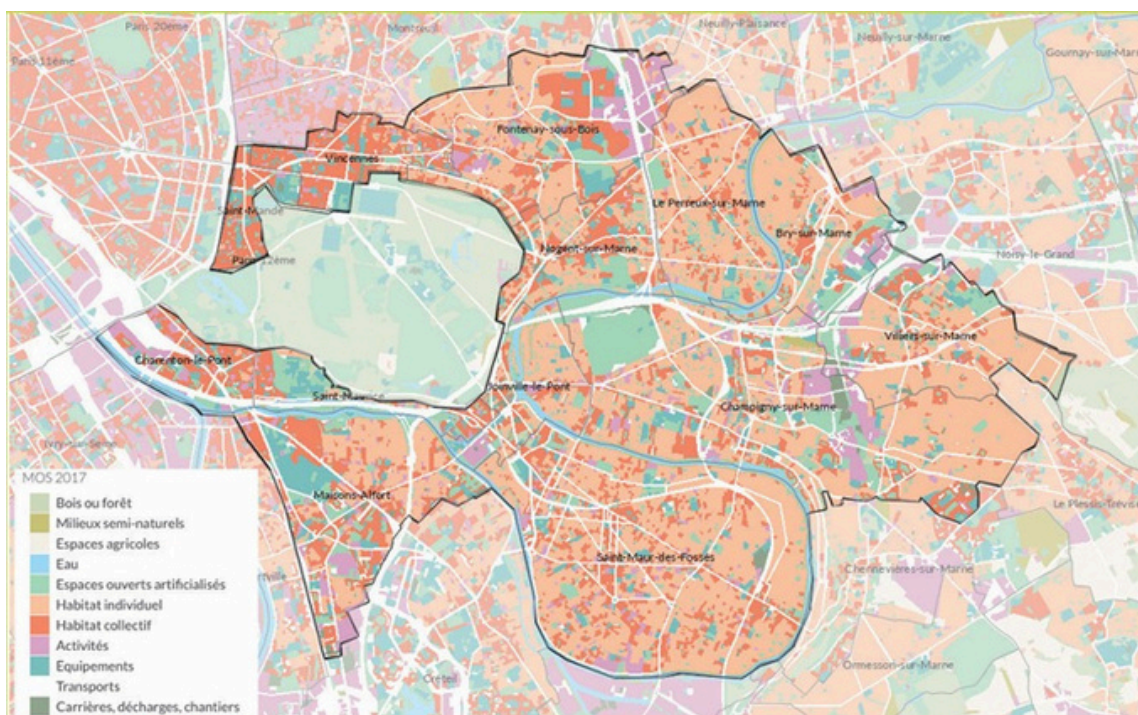 Paris 20ème
Montreuil
Neuilly-Plaisance
Neuilly-sur-Marne
Gournay-sur-Mar
Paris 11ème
Fontenay-sous-Bois
Vincennes
Le Perreux-sur-Marne
Saint-Mandé
Bry-sur-Marne
Nogent-sur-Marne
Noisy-le-Grand
Paris 12ème
Villiers-sur-Marne
Charenton-le-Pont
Joinville-le-Pont
Saint-Maurice
Champigny-sur-Marne
Ivry-sur-Seine
Maisons-Alfort
Le Plessis-Trévise
Saint-Maur-des-Fossés
Chennevières-sur-Marne
ortville
Ormesson-sur-Marne
Créteil
MOS 2017
Bois ou forêt
Milieux semi-naturels
Espaces agricoles
Eau
Espaces ouverts artificialisés
Habitat individuel
Habitat collectif
Activités
Equipements
Transports
Carrières, décharges, chantiers